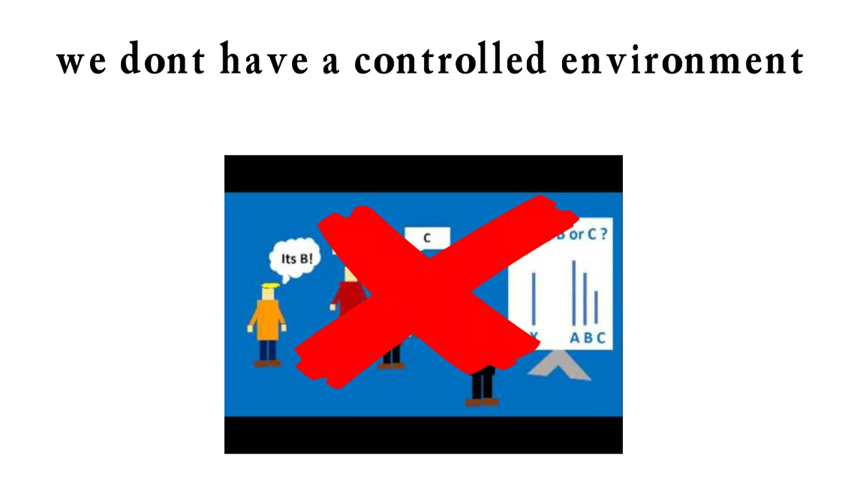 we dont have a controlled environment
Its B!
C
B or C ?
A B C